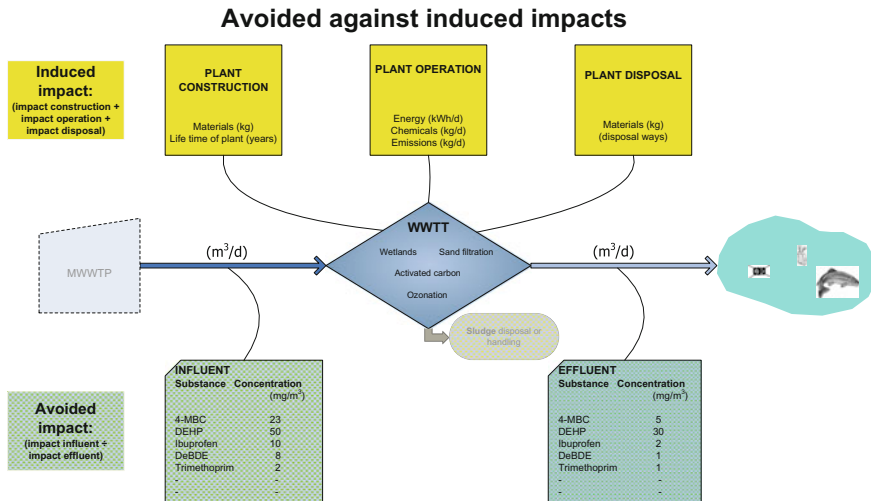 Avoided against induced impacts
Induced
impact:
(impact construction +
impact operation +
impact disposal)
PLANT
CONSTRUCTION
Materials (kg)
Life time of plant (years)
PLANT OPERATION
Energy (kWh/d)
Chemicals (kg/d)
Emissions (kg/d)
PLANT DISPOSAL
Materials (kg)
(disposal ways)
MWWTP
(m³/d)
WWTT
Wetlands Sand filtration
Activated carbon
Ozonation
(m³/d)
Sludge disposal or
handling
Avoided
impact:
(impact influent ÷
impact effluent)
INFLUENT
Substance Concentration
(mg/m³)
4-MBC 23
DEHP 50
Ibuprofen 10
DeBDE 8
Trimethoprim 2
- -
- -
EFFLUENT
Substance Concentration
(mg/m³)
4-MBC 5
DEHP 30
Ibuprofen 2
DeBDE 1
Trimethoprim 1
- -
- -